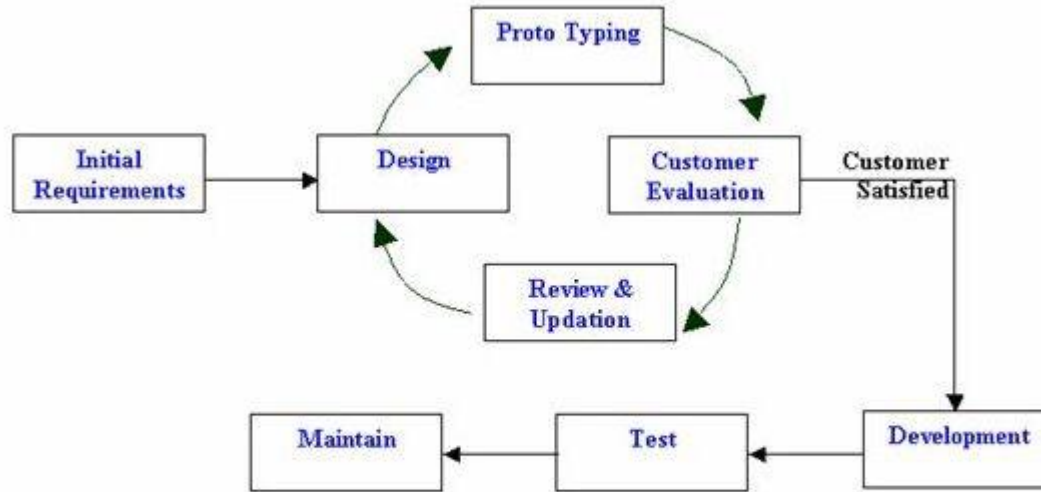 Proto Typing
Initial
Requirements
Design
Customer
Evaluation
Customer
Satisfied
Review &
Updation
Maintain
Test
Development